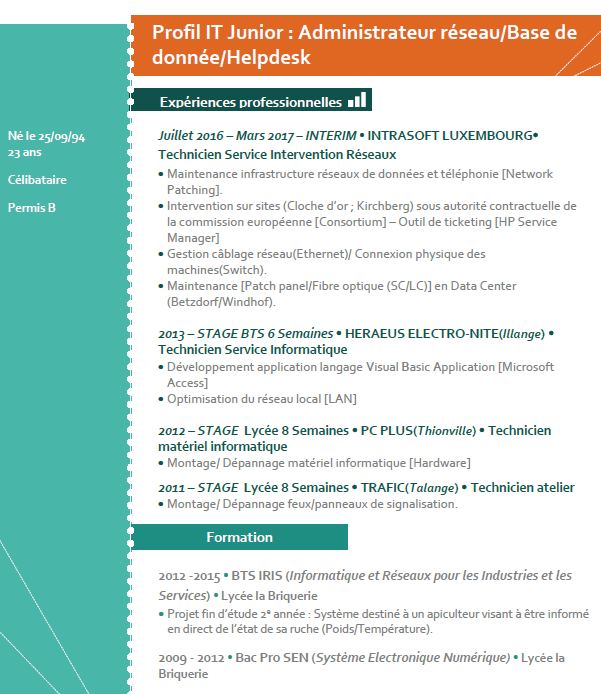 Profil IT Junior : Administrateur réseau/Base de
donnée/Helpdesk
Expériences professionnelles
Né le 25/09/94
23 ans
Célibataire
Permis B
Juillet 2016 – Mars 2017 – INTERIM • INTRASOFT LUXEMBOURG•
Technicien Service Intervention Réseaux
• Maintenance infrastructure réseaux de données et téléphonie [Network
Patching].
• Intervention sur sites (Cloche d'or ; Kirchberg) sous autorité contractuelle de
la commission européenne [Consortium] – Outil de ticketing [HP Service
Manager]
• Gestion câblage réseau(Ethernet)/ Connexion physique des
machines(Switch).
• Maintenance [Patch panel/Fibre optique (SC/LC)] en Data Center
(Betzdorf/Windhof).
2013 – STAGE BTS 6 Semaines • HERAEUS ELECTRO-NITE(Illange) •
Technicien Service Informatique
• Développement application langage Visual Basic Application [Microsoft
Access]
• Optimisation du réseau local [LAN]
2012 – STAGE Lycée 8 Semaines • PC PLUS(Thionville) • Technicien
matériel informatique
• Montage/ Dépannage matériel informatique [Hardware]
2011 – STAGE Lycée 8 Semaines • TRAFIC(Talange) • Technicien atelier
• Montage/ Dépannage feux/panneaux de signalisation.
Formation
2012 -2015 • BTS IRIS (Informatique et Réseaux pour les Industries et les
Services) • Lycée la Briquerie
• Projet fin d'étude 2e année : Système destiné à un apiculteur visant à être informé
en direct de l'état de sa ruche (Poids/Température).
2009 - 2012 • Bac Pro SEN (Système Electronique Numérique) • Lycée la
Briquerie